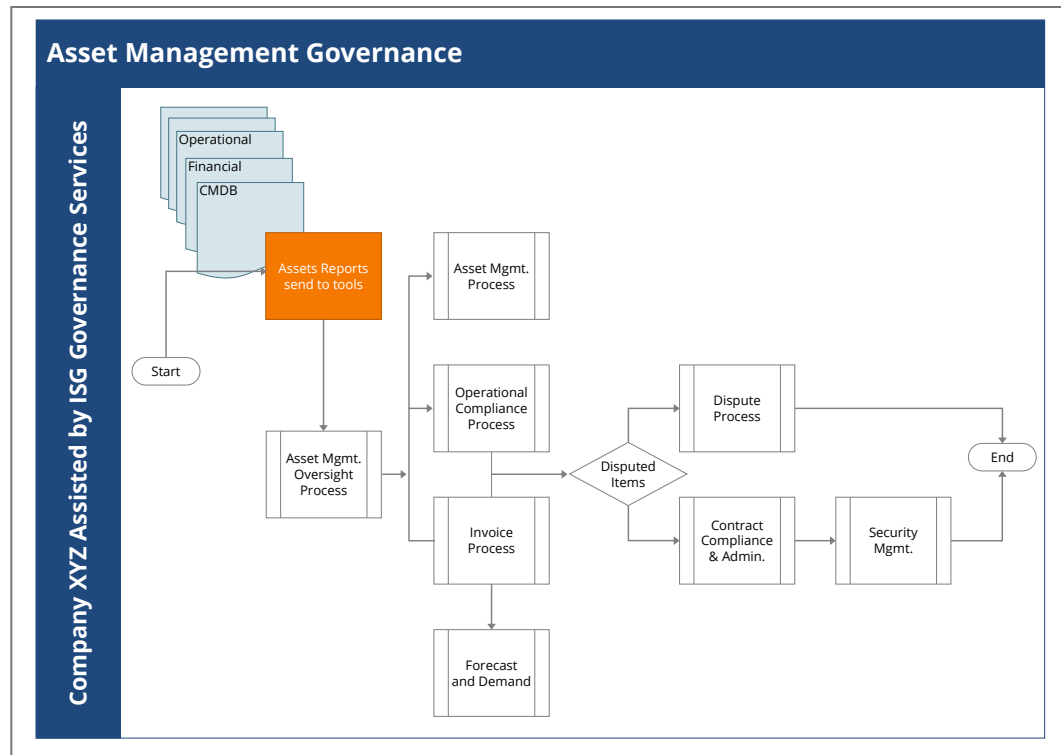 Asset Management Governance
Company XYZ Assisted by ISG Governance Services
Operational
Financial
CMDB
Assets Reports
send to tools
Asset Mgmt.
Process
Start
Operational
Compliance
Process
Dispute
Process
Asset Mgmt.
Oversight
Process
Disputed
Items
End
Invoice
Process
Contract
Compliance
& Admin.
Security
Mgmt.
Forecast
and Demand